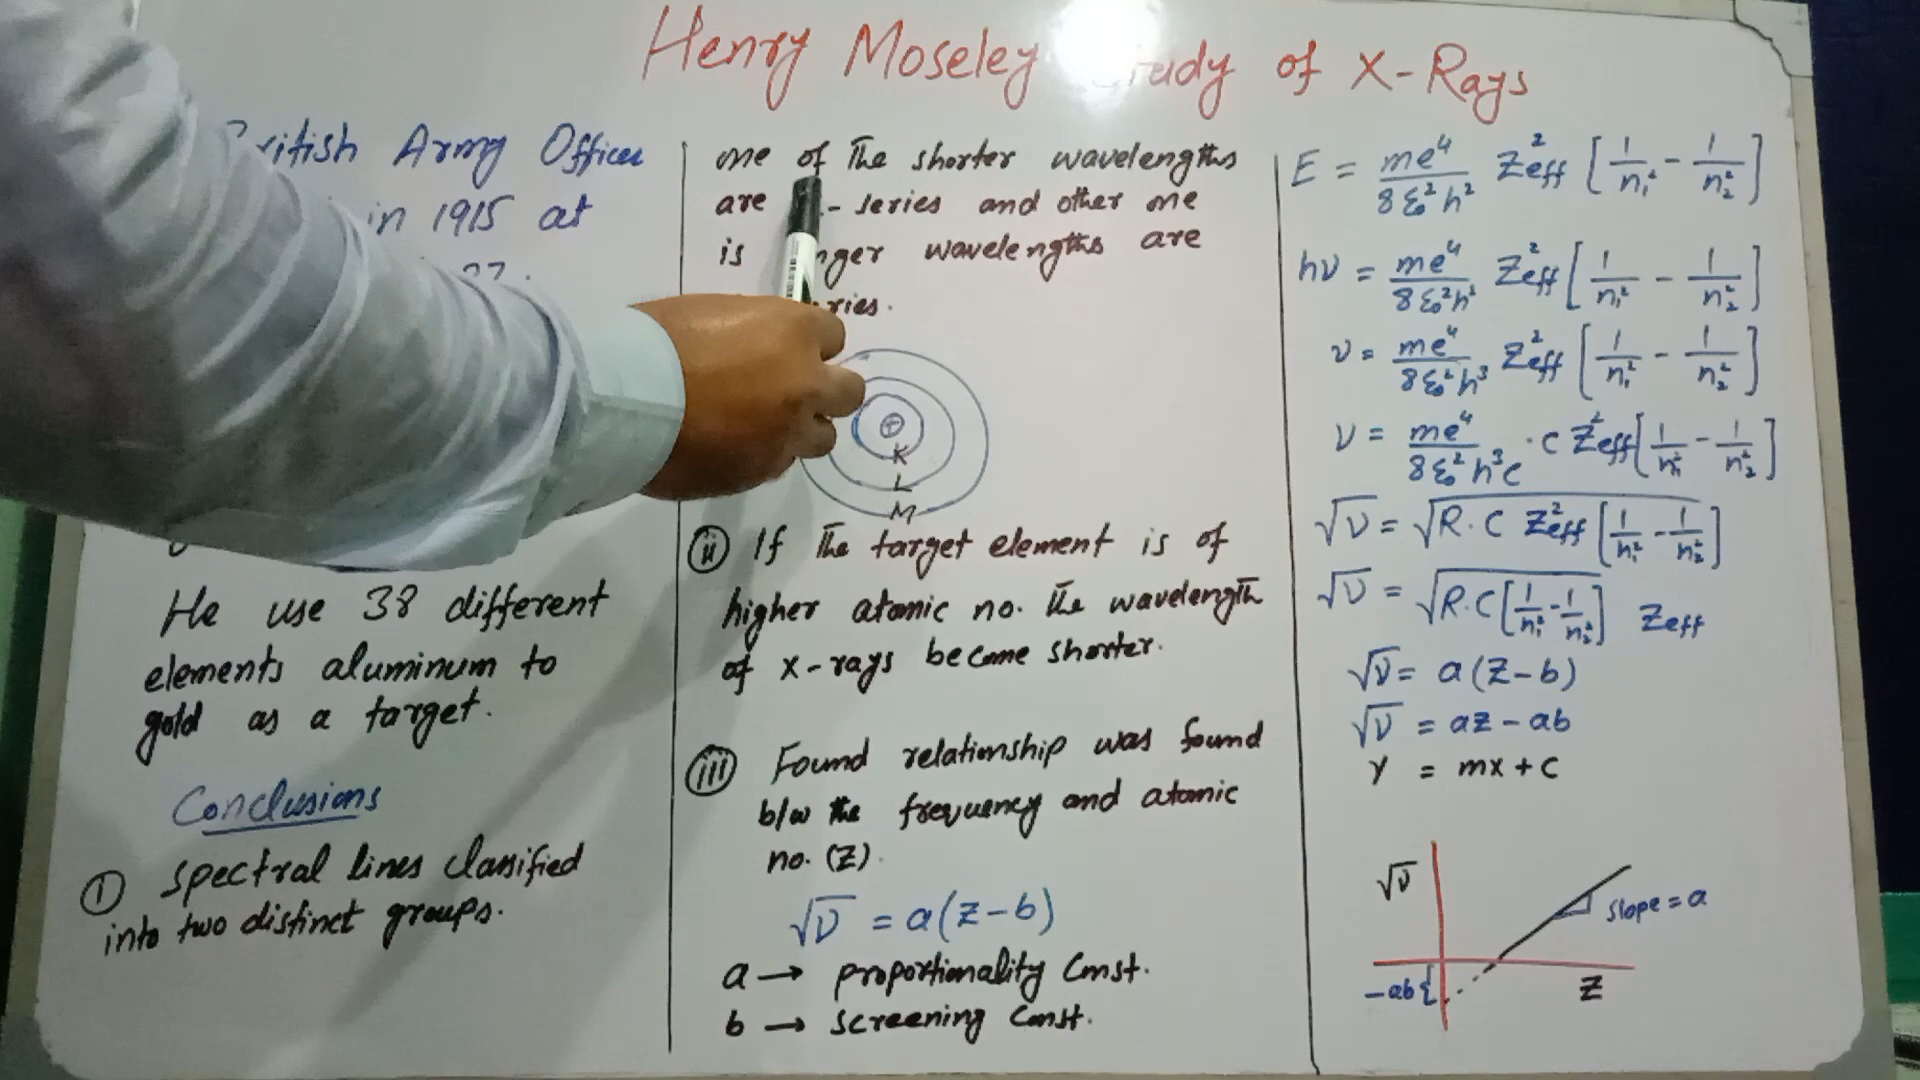 Henry Moseley Study of X-Rays
British Army Officer
in 1915 at
27.
He use 38 different
elements aluminum to
gold as a target.
Conclusions
(i) Spectral lines classified
into two distinct groups.
one of the shorter wavelengths
are - series and other one
is wavelengths are
(ii) If the target element is of
higher atomic no. the wavelength
of x-rays become shorter.
(iii) Found relationship was found
b/w the frequency and atomic
no. (Z).
√ν = a(Z-b)
a → proportionality Const.
b → screening Const.
K
L
M
E = me⁴/8ε₀²h² Z²eff [1/n₁² - 1/n₂²]
hν = me⁴/8ε₀²h² Z²eff [1/n₁² - 1/n₂²]
ν = me⁴/8ε₀²h³ Z²eff [1/n₁² - 1/n₂²]
ν = me⁴/8ε₀²h³c · c Z²eff [1/n₁² - 1/n₂²]
√ν = √R.C Z²eff [1/n₁² - 1/n₂²]
√ν = √R.C [1/n₁² - 1/n₂²] Zeff
√ν = a(Z-b)
√ν = aZ - ab
Y = mx + c
√ν
slope = a
-ab{
Z